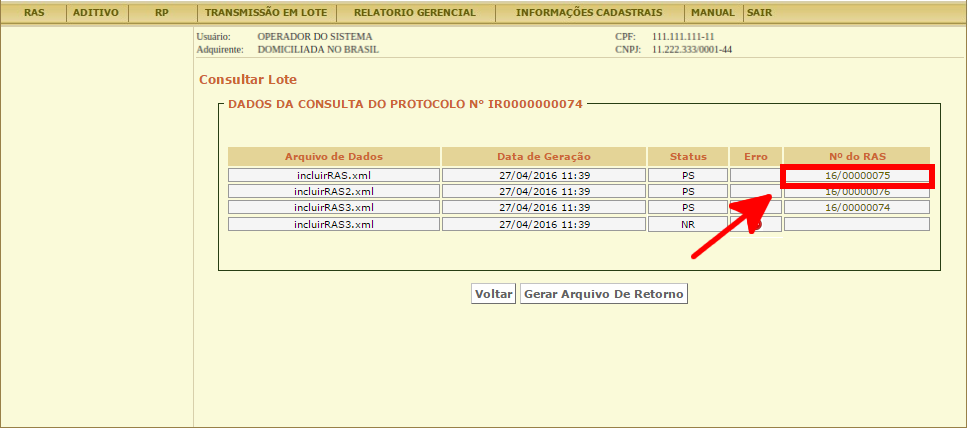 RAS ADITIVO RP TRANSMISSÃO EM LOTE RELATORIO GERENCIAL INFORMAÇÕES CADASTRAIS MANUAL SAIR
Usuário: OPERADOR DO SISTEMA CPF: 111.111.111-11
Adquirente: DOMICILIADA NO BRASIL CNPJ: 11.222.333/0001-44
Consultar Lote
DADOS DA CONSULTA DO PROTOCOLO N° IR0000000074
Arquivo de Dados Data de Geração Status Erro Nº do RAS
incluirRAS.xml 27/04/2016 11:39 PS 16/00000075
incluirRAS2.xml 27/04/2016 11:39 PS 16/00000076
incluirRAS3.xml 27/04/2016 11:39 PS 16/00000074
incluirRAS3.xml 27/04/2016 11:39 NR
Voltar Gerar Arquivo De Retorno